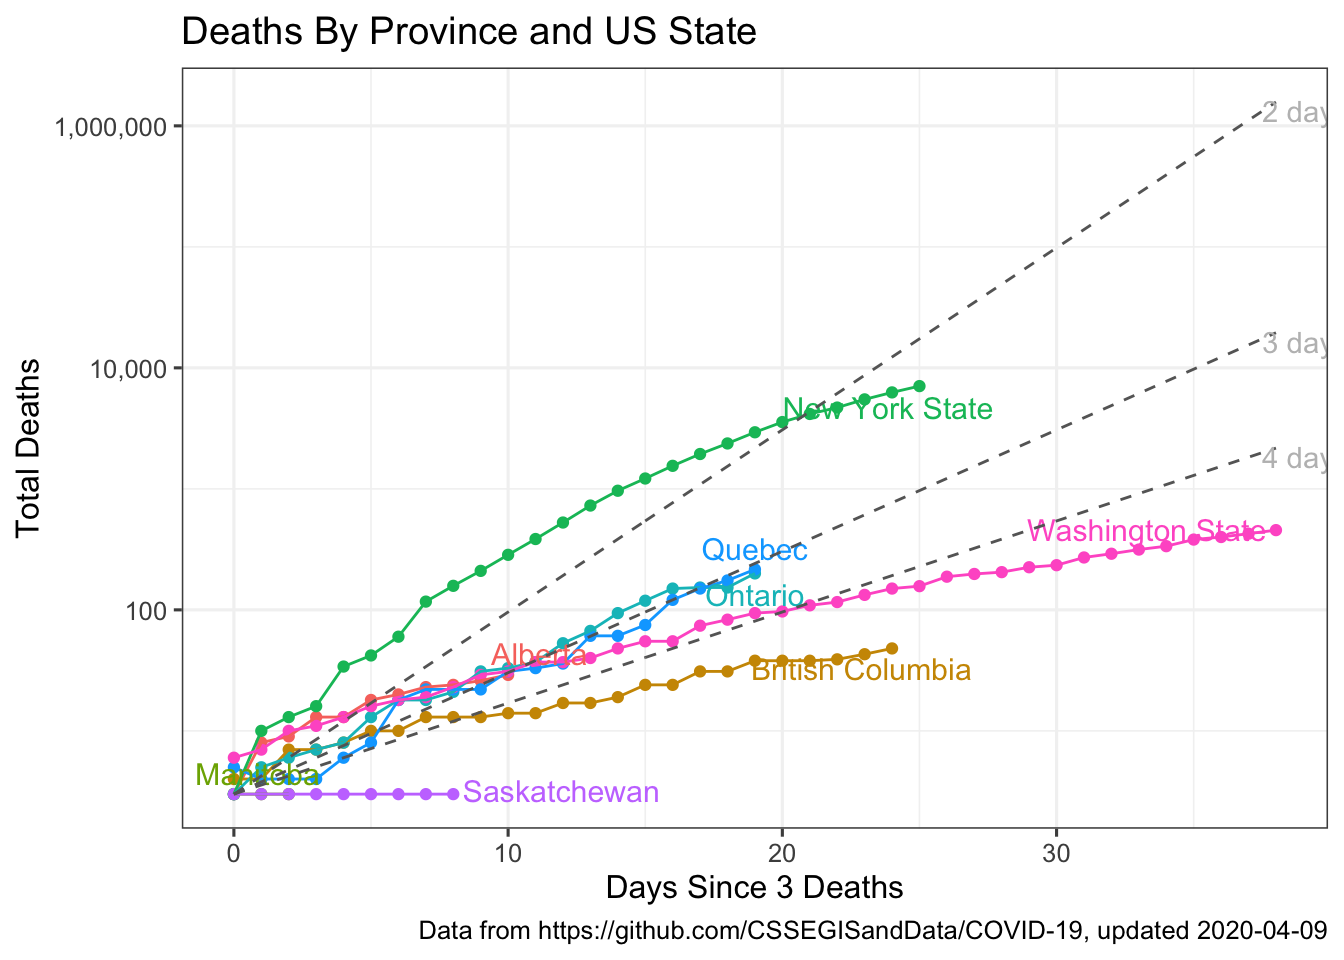 Deaths By Province and US State
Total Deaths
1,000,000
10,000
100
2 day
3 day
4 day
New York State
Washington State
Quebec
Ontario
Alberta
British Columbia
Manitoba
Saskatchewan
0
10
20
30
Days Since 3 Deaths
Data from https://github.com/CSSEGISandData/COVID-19, updated 2020-04-09